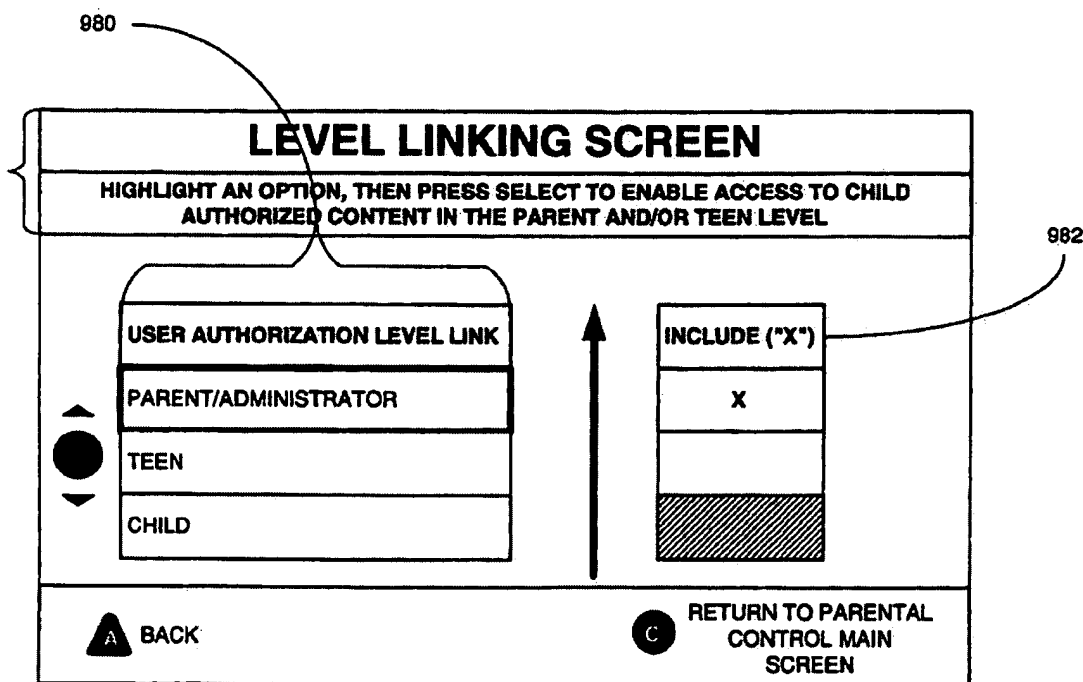 980
LEVEL LINKING SCREEN
HIGHLIGHT AN OPTION, THEN PRESS SELECT TO ENABLE ACCESS TO CHILD
AUTHORIZED CONTENT IN THE PARENT AND/OR TEEN LEVEL
982
USER AUTHORIZATION LEVEL LINK
INCLUDE ("X")
PARENT/ADMINISTRATOR
X
TEEN
CHILD
A BACK
C RETURN TO PARENTAL
CONTROL MAIN
SCREEN